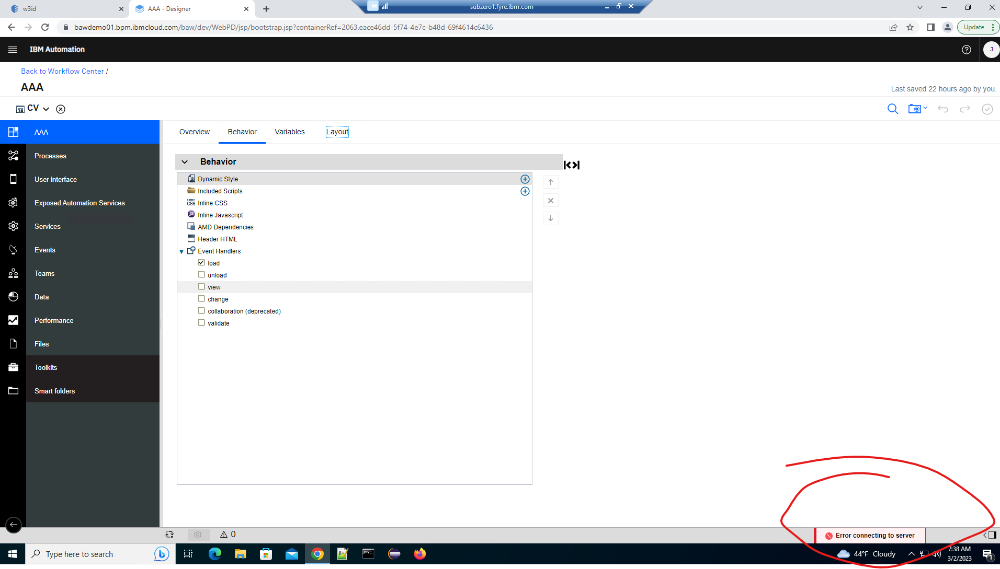 w3id
AAA - Designer
subzero1.fyre.ibm.com
bawdemo01.bpm.ibmcloud.com/baw/dev/WebPD/jsp/bootstrap.jsp?containerRef=2063.eace46dd-5f74-4e7c-b48d-69f4614c6436
Update
IBM Automation
J
Back to Workflow Center /
AAA
Last saved 22 hours ago by you.
CV
AAA
Overview
Behavior
Variables
Layout
Processes
User interface
Exposed Automation Services
Services
Events
Teams
Data
Performance
Files
Toolkits
Smart folders
Behavior
Dynamic Style
Included Scripts
CSS Inline CSS
js Inline Javascript
AMD Dependencies
Header HTML
Event Handlers
load
unload
view
change
collaboration (deprecated)
validate
0
Error connecting to server
Type here to search
44°F Cloudy
7:38 AM
3/2/2023
1